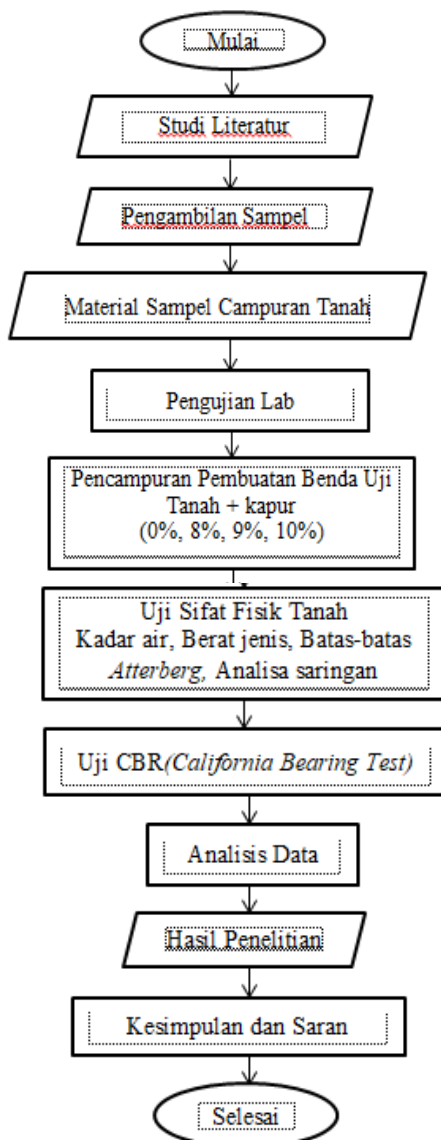 Mulai
Studi Literatur
Pengambilan Sampel
Material Sampel Campuran Tanah
Pengujian Lab
Pencampuran Pembuatan Benda Uji
Tanah + kapur
(0%, 8%, 9%, 10%)
Uji Sifat Fisik Tanah
Kadar air, Berat jenis, Batas-batas
Atterberg, Analisa saringan
Uji CBR(California Bearing Test)
Analisis Data
Hasil Penelitian
Kesimpulan dan Saran
Selesai